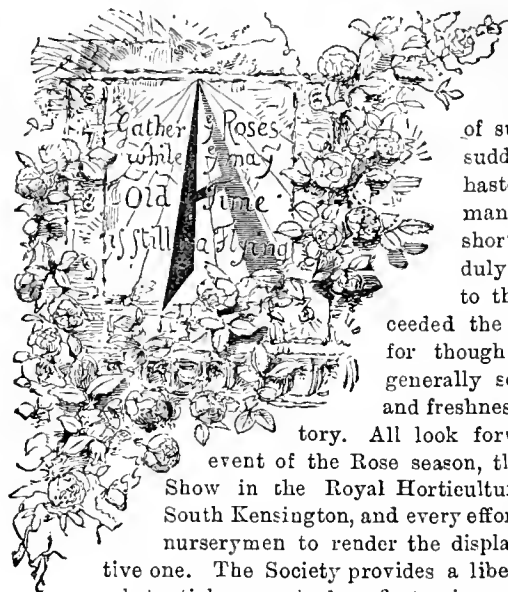 Gather y Roses
while y may
Old Time
is still a Flying
of su
sudd
hast
man
short
duly
to th
ceeded the
for though
generally se
and freshnes
tory. All look forw
event of the Rose season, th
Show in the Royal Horticultu
South Kensington, and every effor
nurserymen to render the displa
tive one. The Society provides a libe